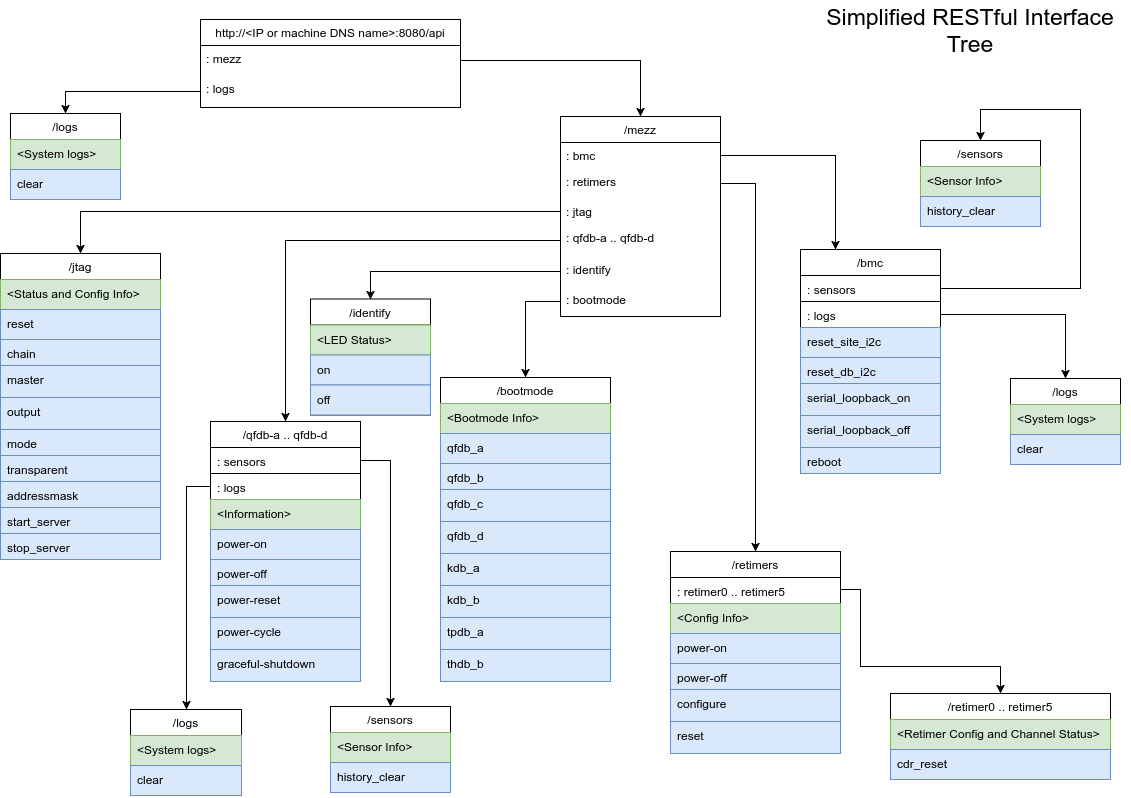 Simplified RESTful Interface
Tree
http://<IP or machine DNS name>:8080/api
: mezz
: logs
/logs
<System logs>
clear
/mezz
: bmc
: retimers
: jtag
: qfdb-a .. qfdb-d
: identify
: bootmode
/sensors
<Sensor Info>
history_clear
/jtag
<Status and Config Info>
reset
chain
master
output
mode
transparent
addressmask
start_server
stop_server
/identify
<LED Status>
on
off
/bmc
: sensors
: logs
reset_site_i2c
reset_db_i2c
serial_loopback_on
serial_loopback_off
reboot
/logs
<System logs>
clear
/qfdb-a .. qfdb-d
: sensors
: logs
<Information>
power-on
power-off
power-reset
power-cycle
graceful-shutdown
/bootmode
<Bootmode Info>
qfdb_a
qfdb_b
qfdb_c
qfdb_d
kdb_a
kdb_b
tpdb_a
thdb_b
/retimers
: retimer0 .. retimer5
<Config Info>
power-on
power-off
configure
reset
/logs
<System logs>
clear
/sensors
<Sensor Info>
history_clear
/retimer0 .. retimer5
<Retimer Config and Channel Status>
cdr_reset